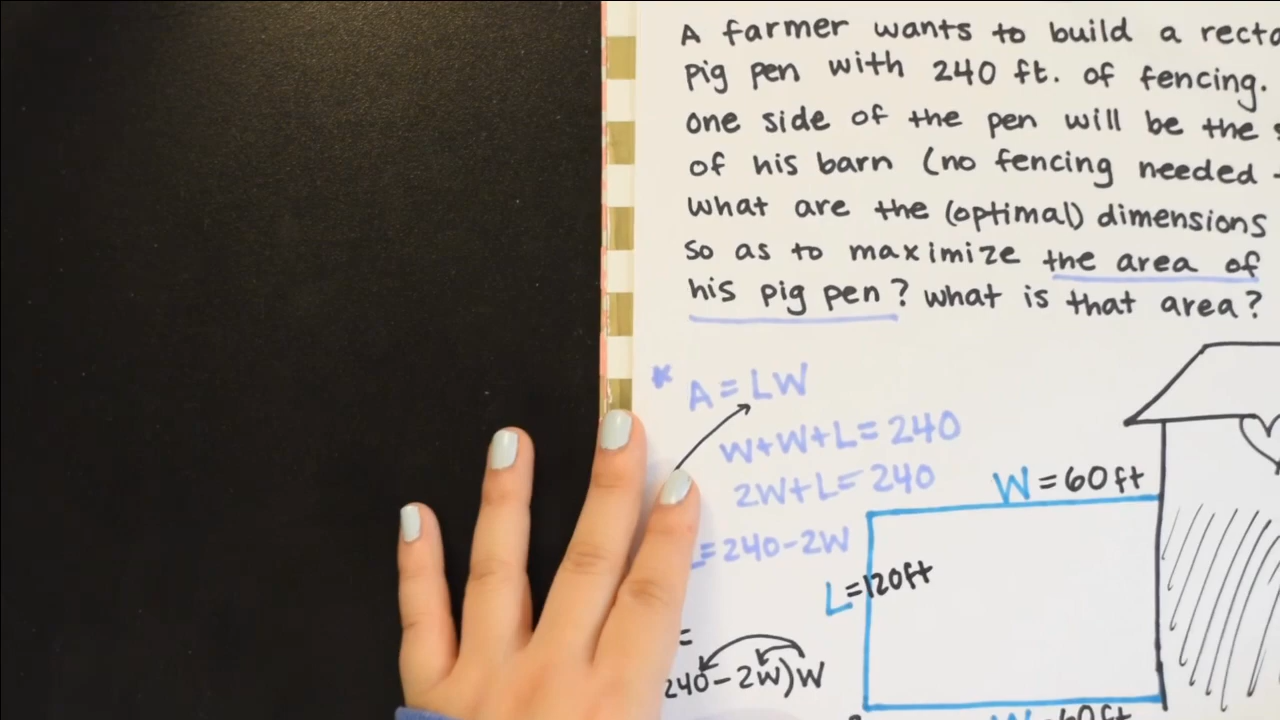 A farmer wants to build a
pig pen with 240 ft. of fencing.
one side of the pen will be the
of his barn (no fencing needed -
what are the (optimal) dimensions
so as to maximize the area of
his pig pen? what is that area?
* A = LW
W+W+L= 240
2W+L= 240
W = 60ft
=240-2W
L=120ft
=
240-2W)W
W=60ft